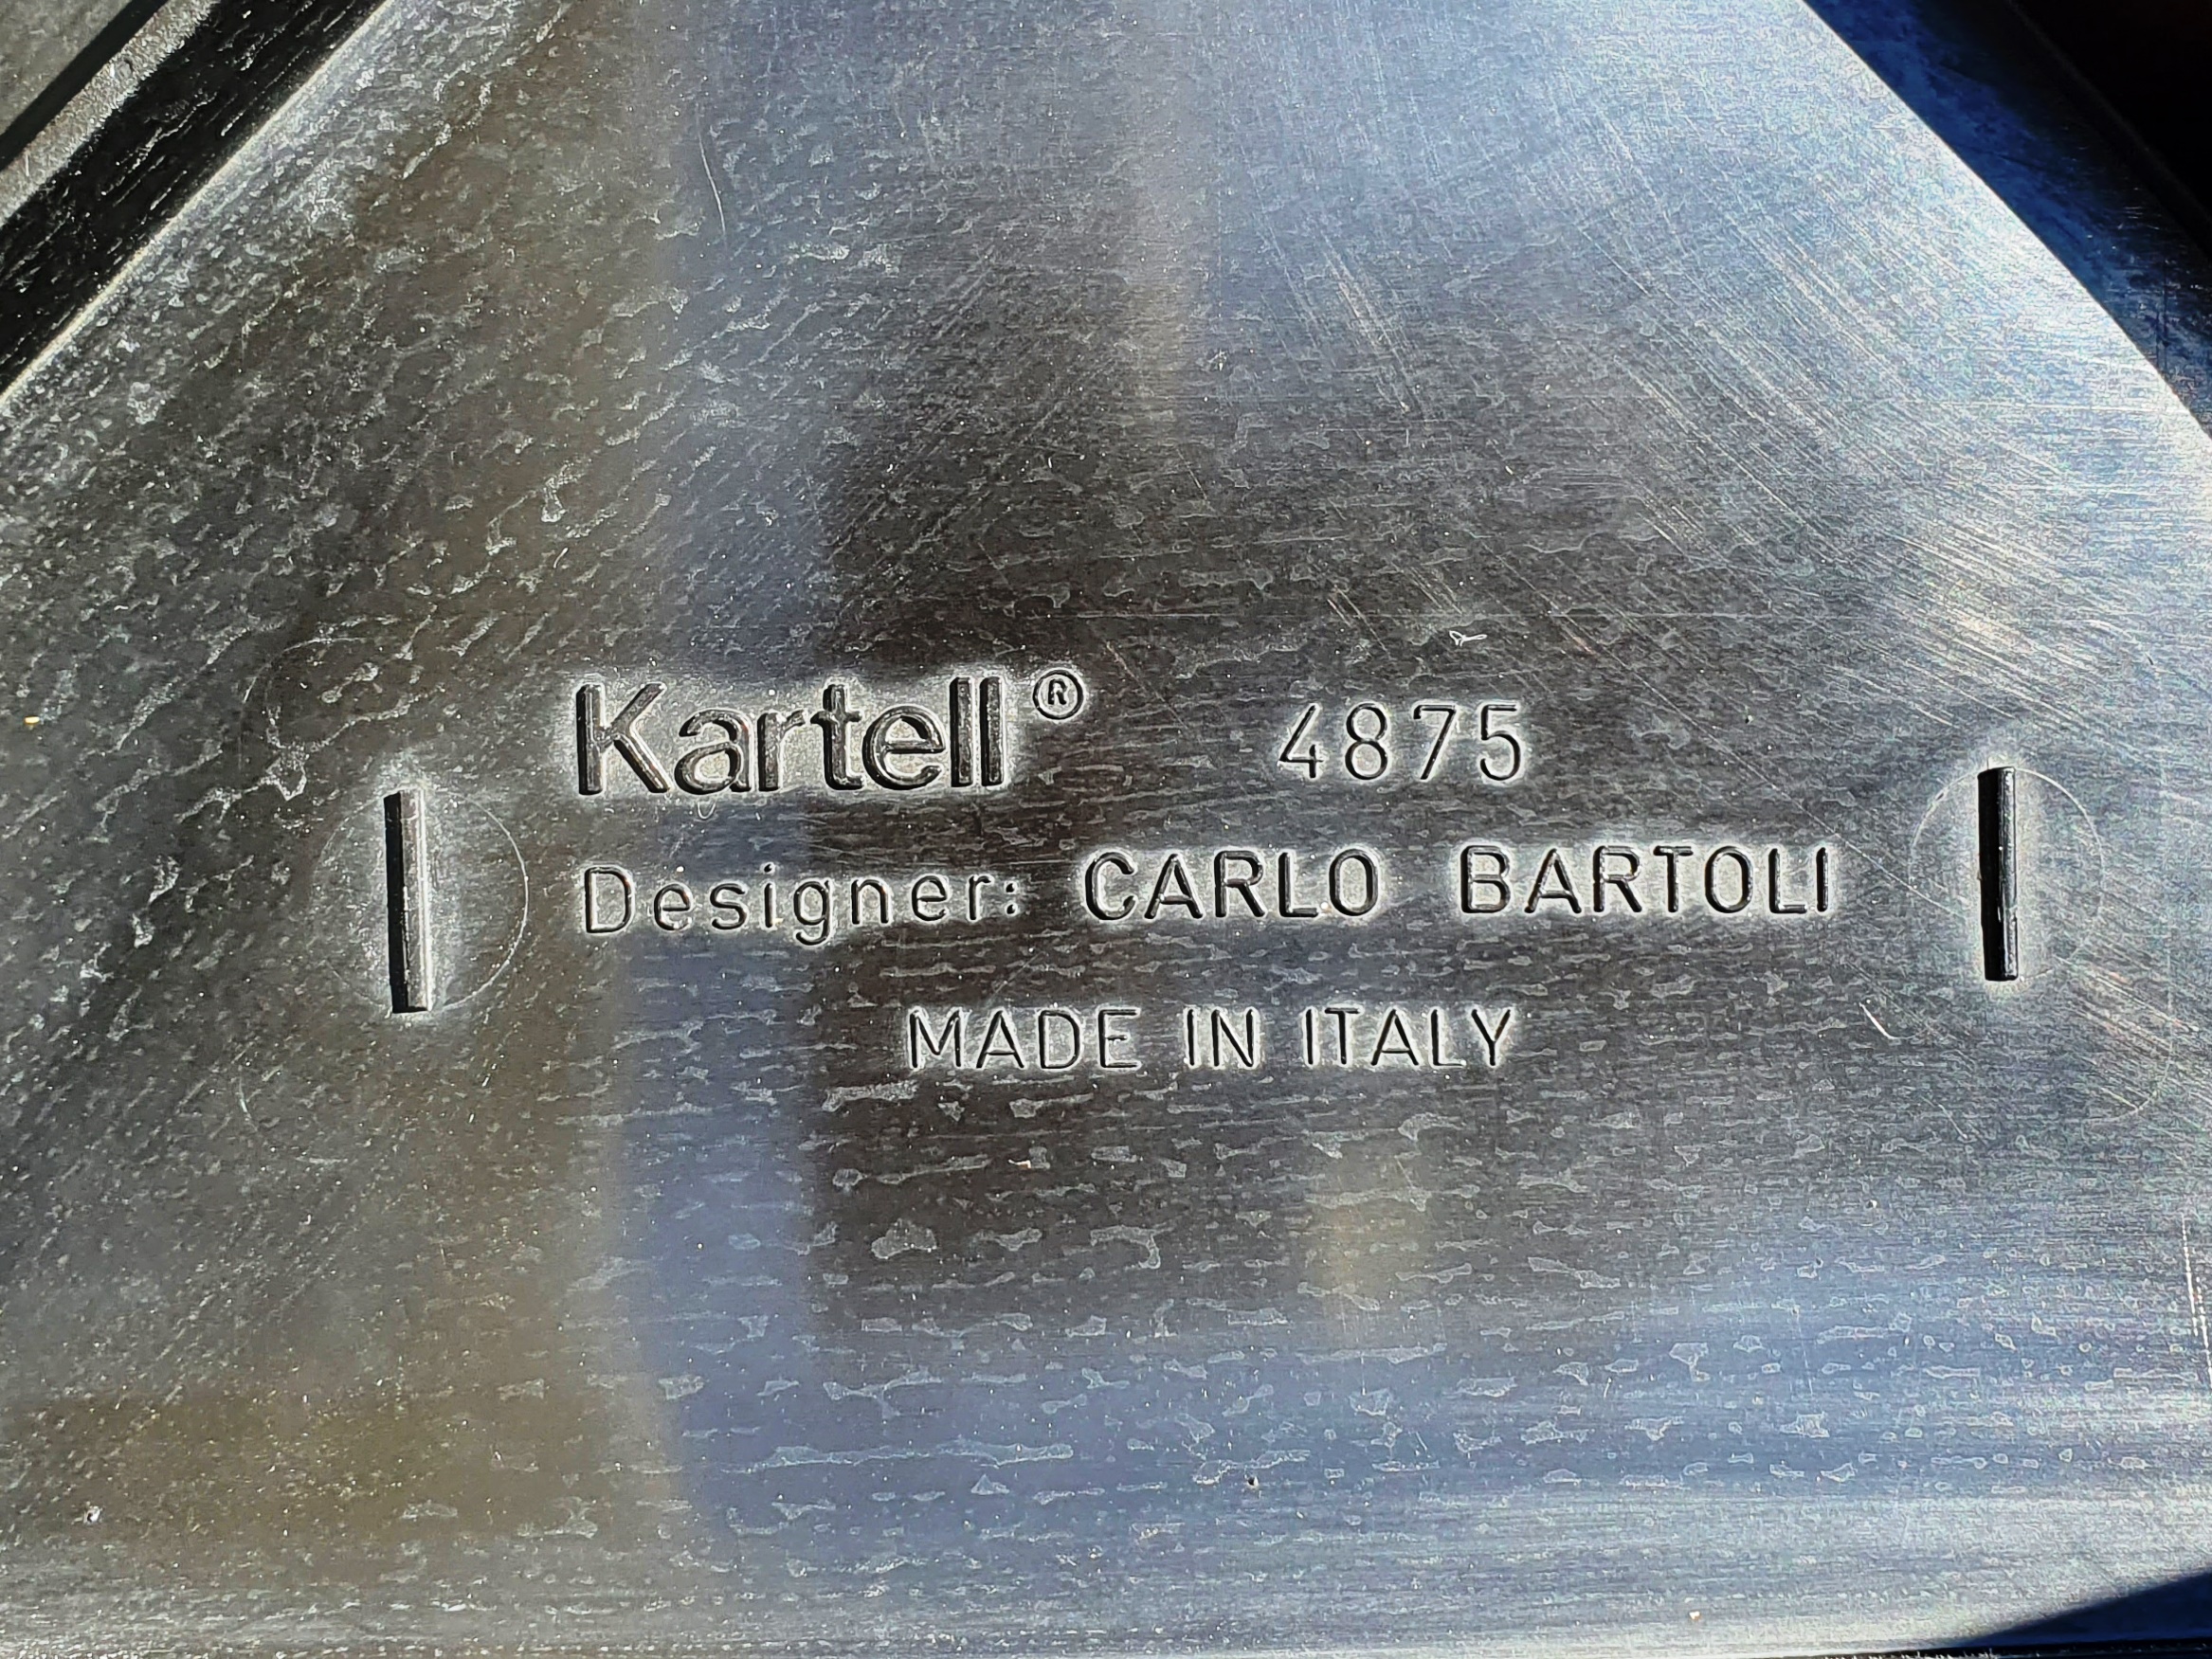 Kartell® 4875
Designer: CARLO BARTOLI
MADE IN ITALY